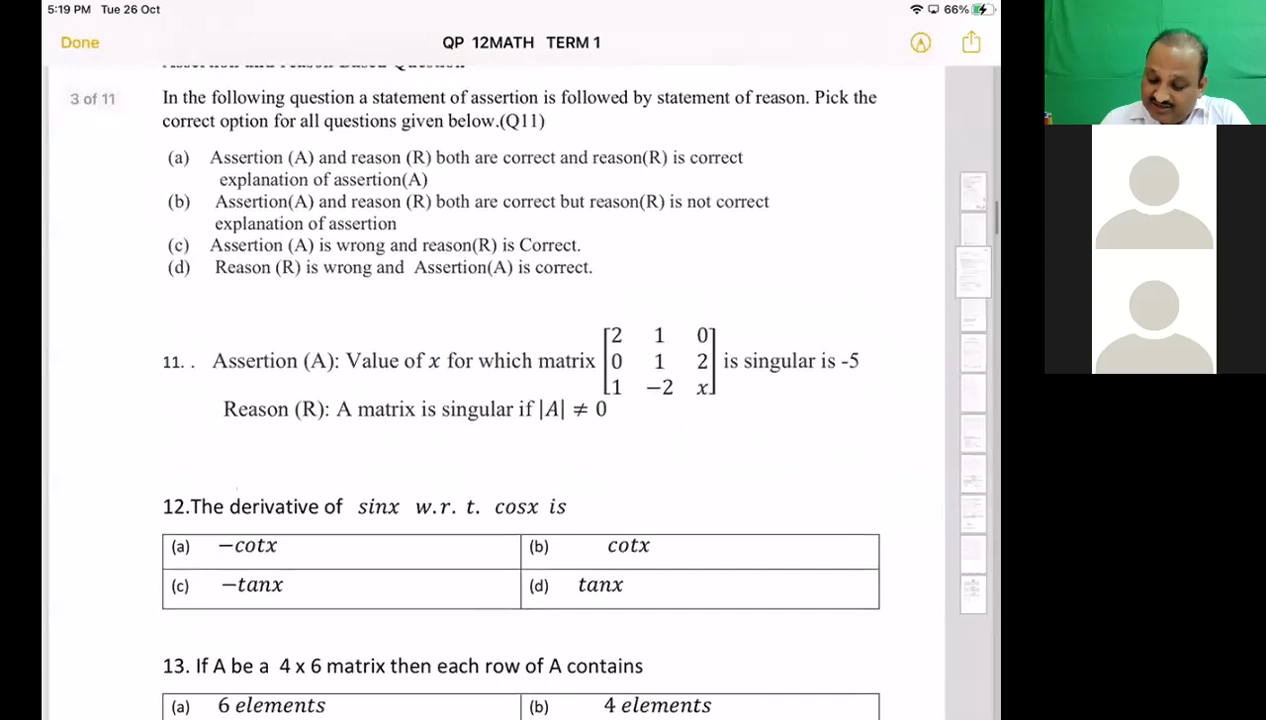 5:19 PM Tue 26 Oct
66%
Done
QP 12MATH TERM 1
Assertion and reason Based Question
3 of 11
In the following question a statement of assertion is followed by statement of reason. Pick the
correct option for all questions given below.(Q11)
(a) Assertion (A) and reason (R) both are correct and reason(R) is correct
explanation of assertion(A)
(b) Assertion(A) and reason (R) both are correct but reason(R) is not correct
explanation of assertion
(c) Assertion (A) is wrong and reason(R) is Correct.
(d) Reason (R) is wrong and Assertion(A) is correct.
[2 1 0]
11. . Assertion (A): Value of x for which matrix |0 1 2| is singular is -5
[1 −2 x]
Reason (R): A matrix is singular if |A| ≠ 0
12.The derivative of sinx w.r. t. cosx is
(a) −cotx (b) cotx
(c) −tanx (d) tanx
13. If A be a 4 x 6 matrix then each row of A contains
(a) 6 elements (b) 4 elements